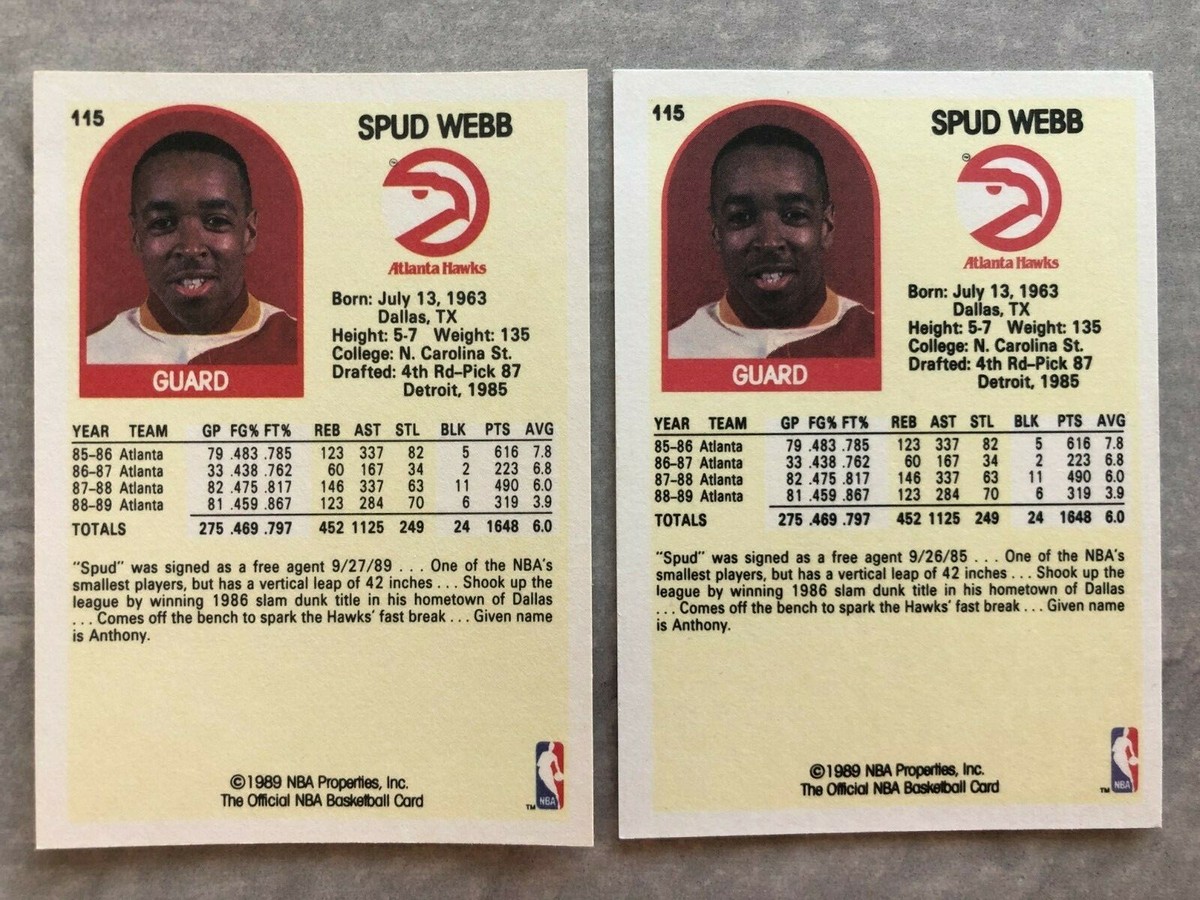 115
SPUD WEBB
Atlanta Hawks
Born: July 13, 1963
Dallas, TX
Height: 5-7 Weight: 135
College: N. Carolina St.
Drafted: 4th Rd–Pick 87
Detroit, 1985
GUARD
YEAR TEAM GP FG% FT% REB AST STL BLK PTS AVG
85–86 Atlanta 79 .483 .785 123 337 82 5 616 7.8
86–87 Atlanta 33 .438 .762 60 167 34 2 223 6.8
87–88 Atlanta 82 .475 .817 146 337 63 11 490 6.0
88–89 Atlanta 81 .459 .867 123 284 70 6 319 3.9
TOTALS 275 .469 .797 452 1125 249 24 1648 6.0
"Spud" was signed as a free agent 9/27/89 . . . One of the NBA's
smallest players, but has a vertical leap of 42 inches . . . Shook up the
league by winning 1986 slam dunk title in his hometown of Dallas
. . . Comes off the bench to spark the Hawks' fast break . . . Given name
is Anthony.
©1989 NBA Properties, Inc.
The Official NBA Basketball Card
TM NBA
115
SPUD WEBB
Atlanta Hawks
Born: July 13, 1963
Dallas, TX
Height: 5-7 Weight: 135
College: N. Carolina St.
Drafted: 4th Rd–Pick 87
Detroit, 1985
GUARD
YEAR TEAM GP FG% FT% REB AST STL BLK PTS AVG
85–86 Atlanta 79 .483 .785 123 337 82 5 616 7.8
86–87 Atlanta 33 .438 .762 60 167 34 2 223 6.8
87–88 Atlanta 82 .475 .817 146 337 63 11 490 6.0
88–89 Atlanta 81 .459 .867 123 284 70 6 319 3.9
TOTALS 275 .469 .797 452 1125 249 24 1648 6.0
"Spud" was signed as a free agent 9/26/85 . . . One of the NBA's
smallest players, but has a vertical leap of 42 inches . . . Shook up the
league by winning 1986 slam dunk title in his hometown of Dallas
. . . Comes off the bench to spark the Hawks' fast break . . . Given name
is Anthony.
©1989 NBA Properties, Inc.
The Official NBA Basketball Card
TM NBA